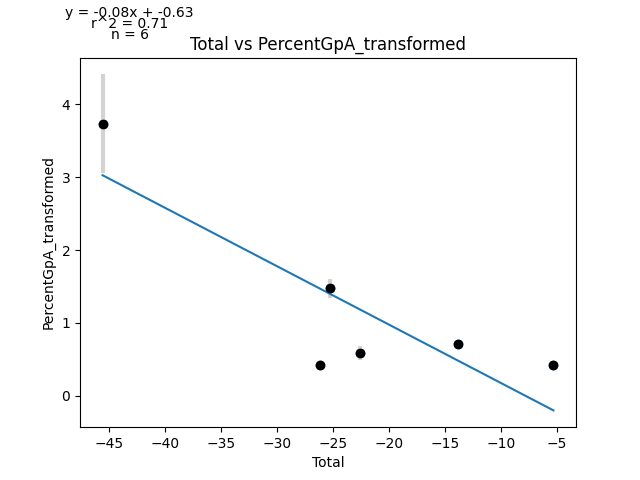 y = -0.08x + -0.63
r^2 = 0.71
n = 6
Total vs PercentGpA_transformed
PercentGpA_transformed
4
3
2
1
0
−45 −40 −35 −30 −25 −20 −15 −10 −5
Total